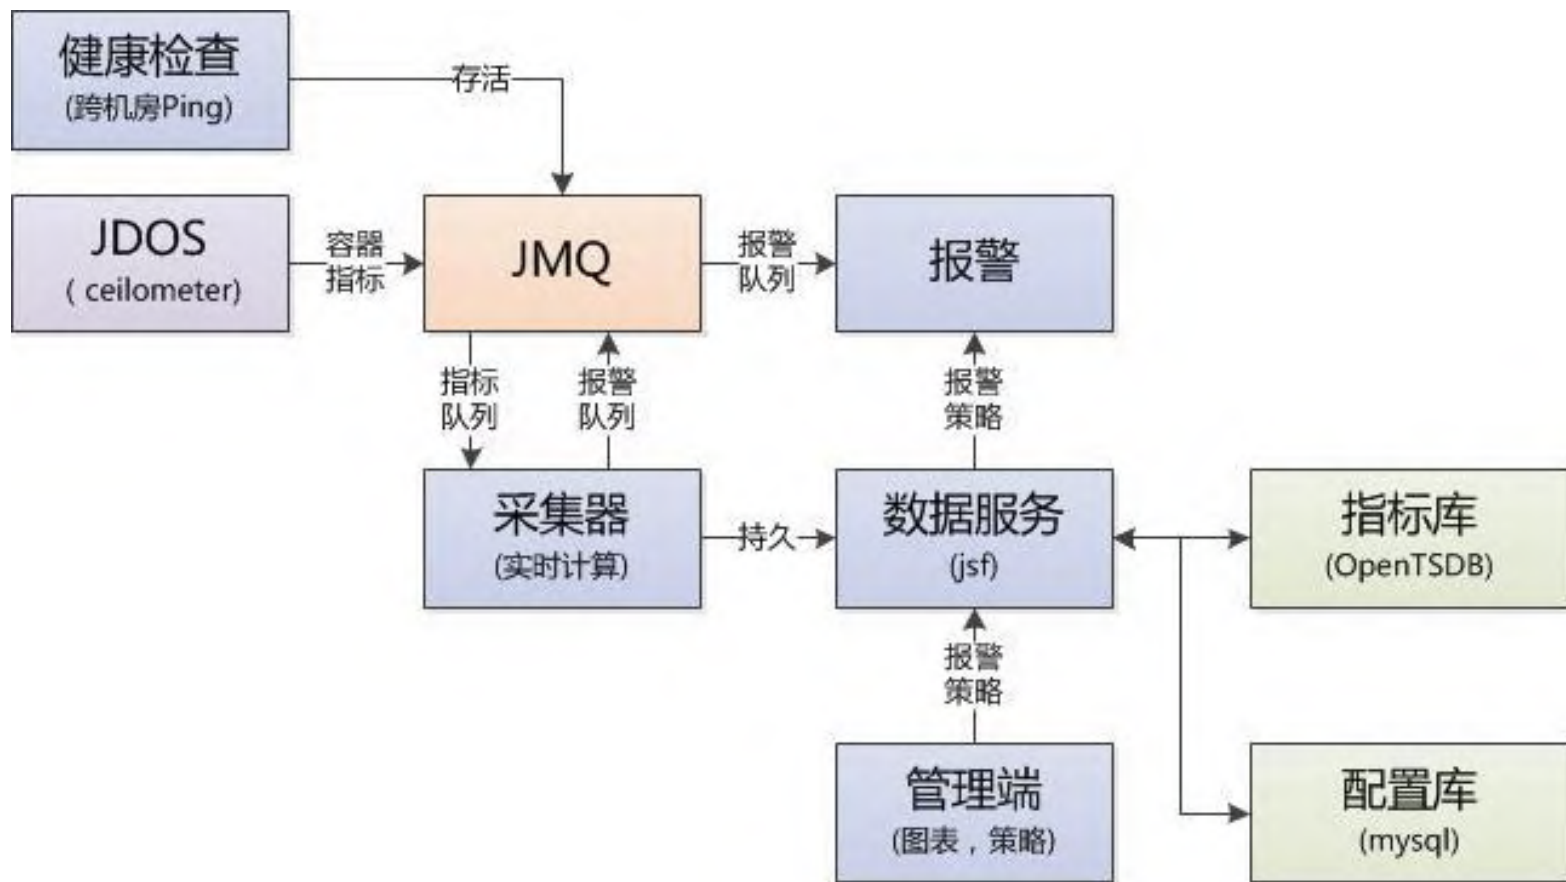 健康检查
(跨机房Ping)
存活
JDOS
( ceilometer)
容器
指标
JMQ
报警
队列
报警
指标
队列
报警
队列
报警
策略
采集器
(实时计算)
持久
数据服务
(jsf)
指标库
(OpenTSDB)
报警
策略
管理端
(图表，策略)
配置库
(mysql)